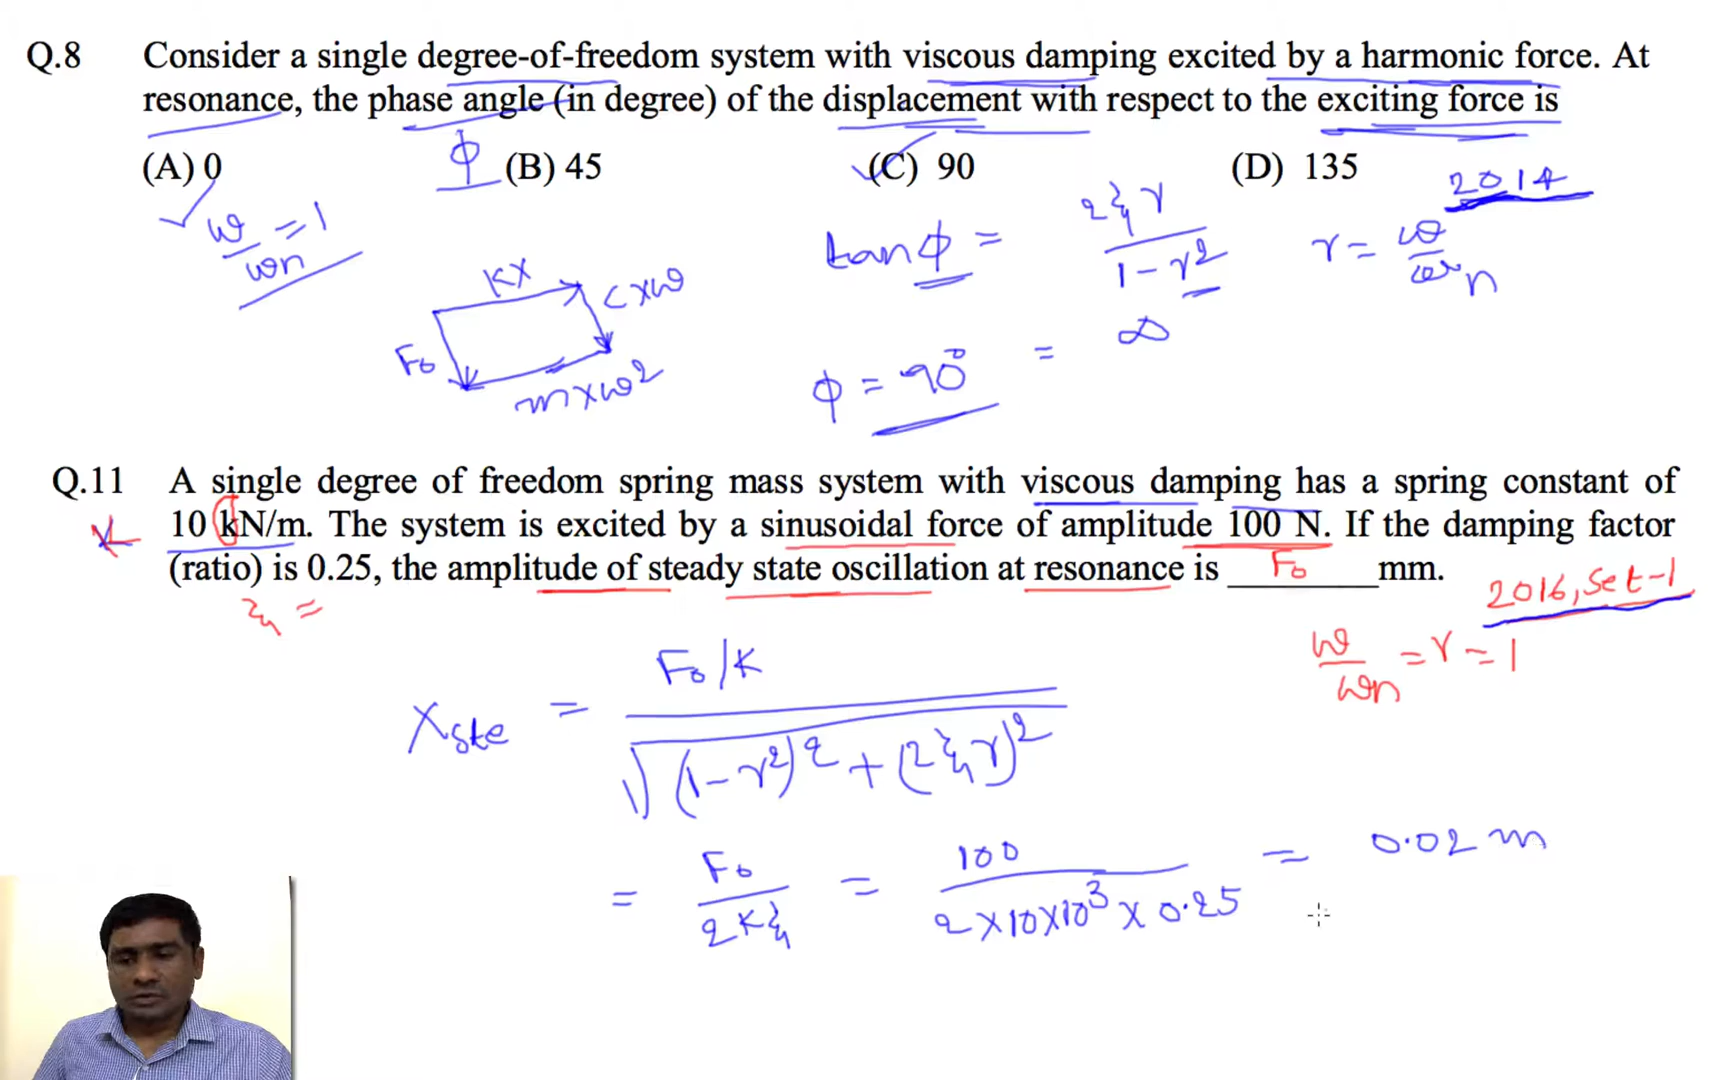 Q.8 Consider a single degree-of-freedom system with viscous damping excited by a harmonic force. At
resonance, the phase angle (in degree) of the displacement with respect to the exciting force is
ϕ
(A) 0 (B) 45 (C) 90 (D) 135
2014
ω/ωn = 1
tanϕ = 2ξr / 1 - r² r = ω/ωn
KX
CXω
F₀
mXω²
= ∞
ϕ = 90°
Q.11 A single degree of freedom spring mass system with viscous damping has a spring constant of
10 kN/m. The system is excited by a sinusoidal force of amplitude 100 N. If the damping factor
(ratio) is 0.25, the amplitude of steady state oscillation at resonance is ________ mm.
F₀
ξ =
2016, Set-1
ω/ωn = r = 1
Xste = F₀/K / √(1-r²)² + (2ξr)²
= F₀ / 2Kξ = 100 / 2×10×10³×0.25 = 0.02 m